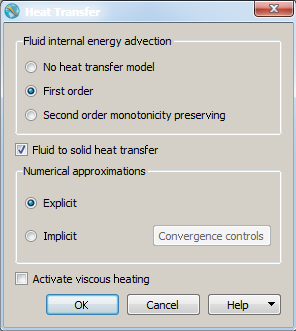 Heat Transfer
Fluid internal energy advection
No heat transfer model
First order
Second order monotonicity preserving
Fluid to solid heat transfer
Numerical approximations
Explicit
Implicit
Convergence controls
Activate viscous heating
OK
Cancel
Help